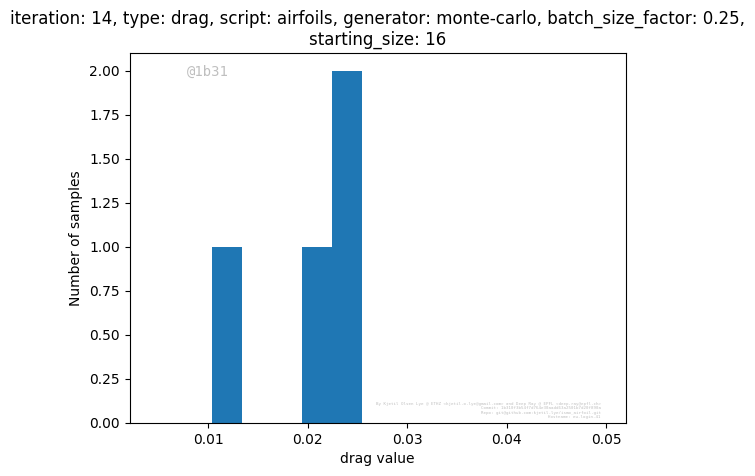 iteration: 14, type: drag, script: airfoils, generator: monte-carlo, batch_size_factor: 0.25,
starting_size: 16
@1b31
2.00
1.75
1.50
1.25
1.00
0.75
0.50
0.25
0.00
Number of samples
0.01
0.02
0.03
0.04
0.05
drag value